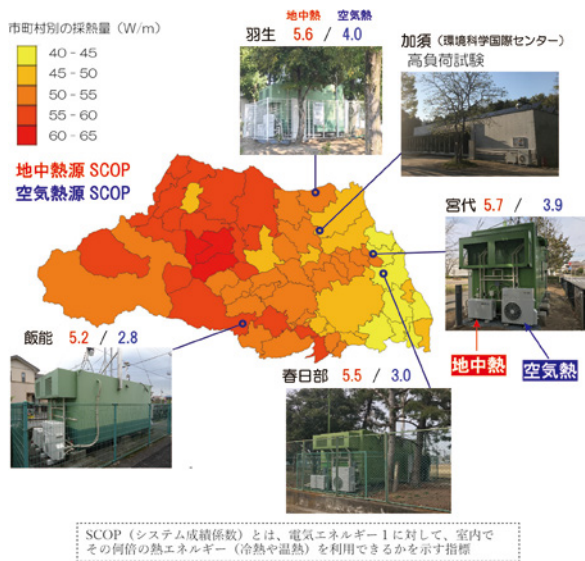 市町村別の採熱量（W/m）
40 - 45
45 - 50
50 - 55
55 - 60
60 - 65
地中熱源 SCOP
空気熱源 SCOP
地中熱 空気熱
羽生 5.6 / 4.0
加須（環境科学国際センター）
高負荷試験
宮代 5.7 / 3.9
地中熱
空気熱
飯能 5.2 / 2.8
春日部 5.5 / 3.0
SCOP（システム成績係数）とは、電気エネルギー1に対して、室内で
その何倍の熱エネルギー（冷熱や温熱）を利用できるかを示す指標